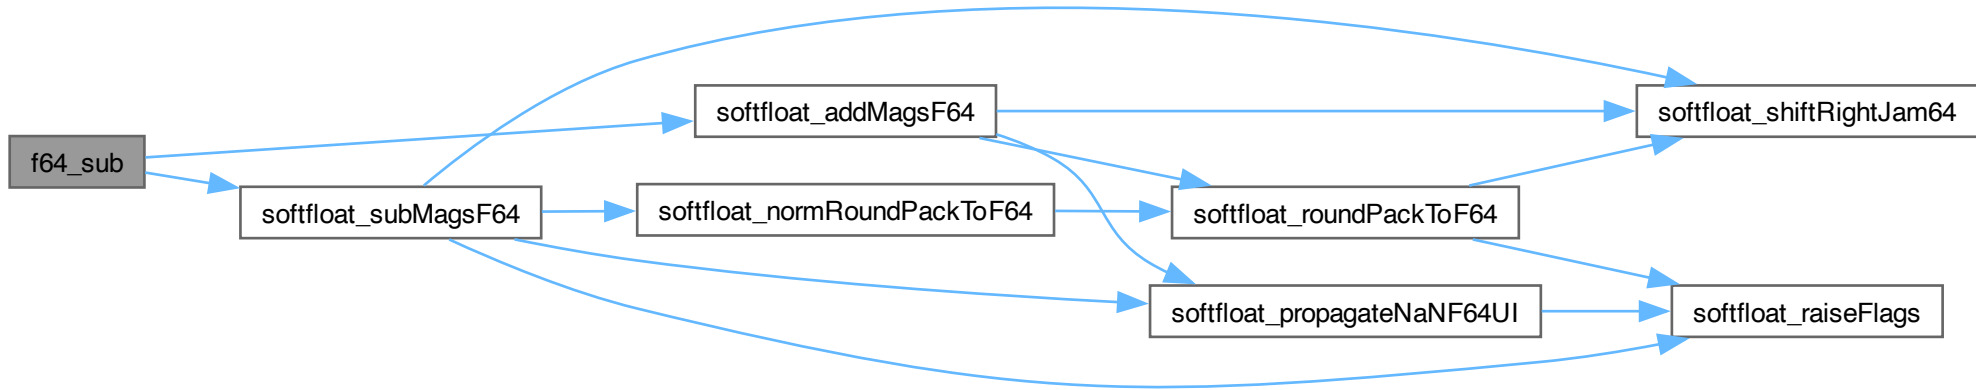 f64_sub
softfloat_addMagsF64
softfloat_subMagsF64
softfloat_normRoundPackToF64
softfloat_roundPackToF64
softfloat_propagateNaNF64UI
softfloat_shiftRightJam64
softfloat_raiseFlags